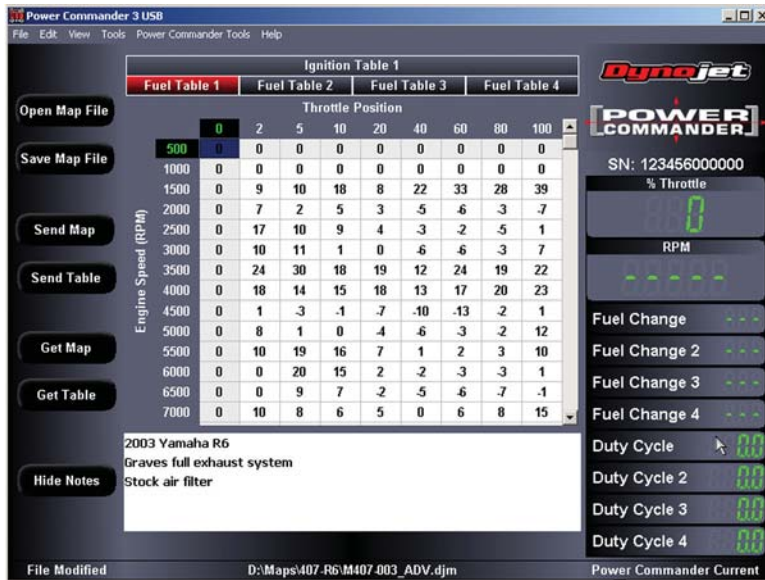 Power Commander 3 USB
File Edit View Tools Power Commander Tools Help
Ignition Table 1
Fuel Table 1 Fuel Table 2 Fuel Table 3 Fuel Table 4
Throttle Position
0 2 5 10 20 40 60 80 100
Engine Speed (RPM)
500 0 0 0 0 0 0 0 0 0
1000 0 0 0 0 0 0 0 0 0
1500 0 9 10 18 8 22 33 28 39
2000 0 7 2 5 3 -5 -6 -3 -7
2500 0 17 10 9 4 -3 -2 -5 1
3000 0 10 11 1 0 -6 -6 -3 7
3500 0 24 30 18 19 12 24 19 22
4000 0 18 14 15 18 13 17 20 23
4500 0 1 -3 -1 -7 -10 -13 -2 1
5000 0 8 1 0 -4 -6 -3 -2 12
5500 0 10 19 16 7 1 2 3 10
6000 0 0 20 15 2 -2 -3 -3 1
6500 0 0 9 7 -2 -5 -6 -7 -1
7000 0 10 8 6 5 0 6 8 15
Open Map File
Save Map File
Send Map
Send Table
Get Map
Get Table
Hide Notes
2003 Yamaha R6
Graves full exhaust system
Stock air filter
Dynojet
POWER
COMMANDER
SN: 123456000000
% Throttle
0
RPM
- - - - -
Fuel Change - - -
Fuel Change 2 - - -
Fuel Change 3 - - -
Fuel Change 4 - - -
Duty Cycle 0.0
Duty Cycle 2 0.0
Duty Cycle 3 0.0
Duty Cycle 4 0.0
File Modified
D:\Maps\407-R6\M407-003_ADV.djm
Power Commander Current